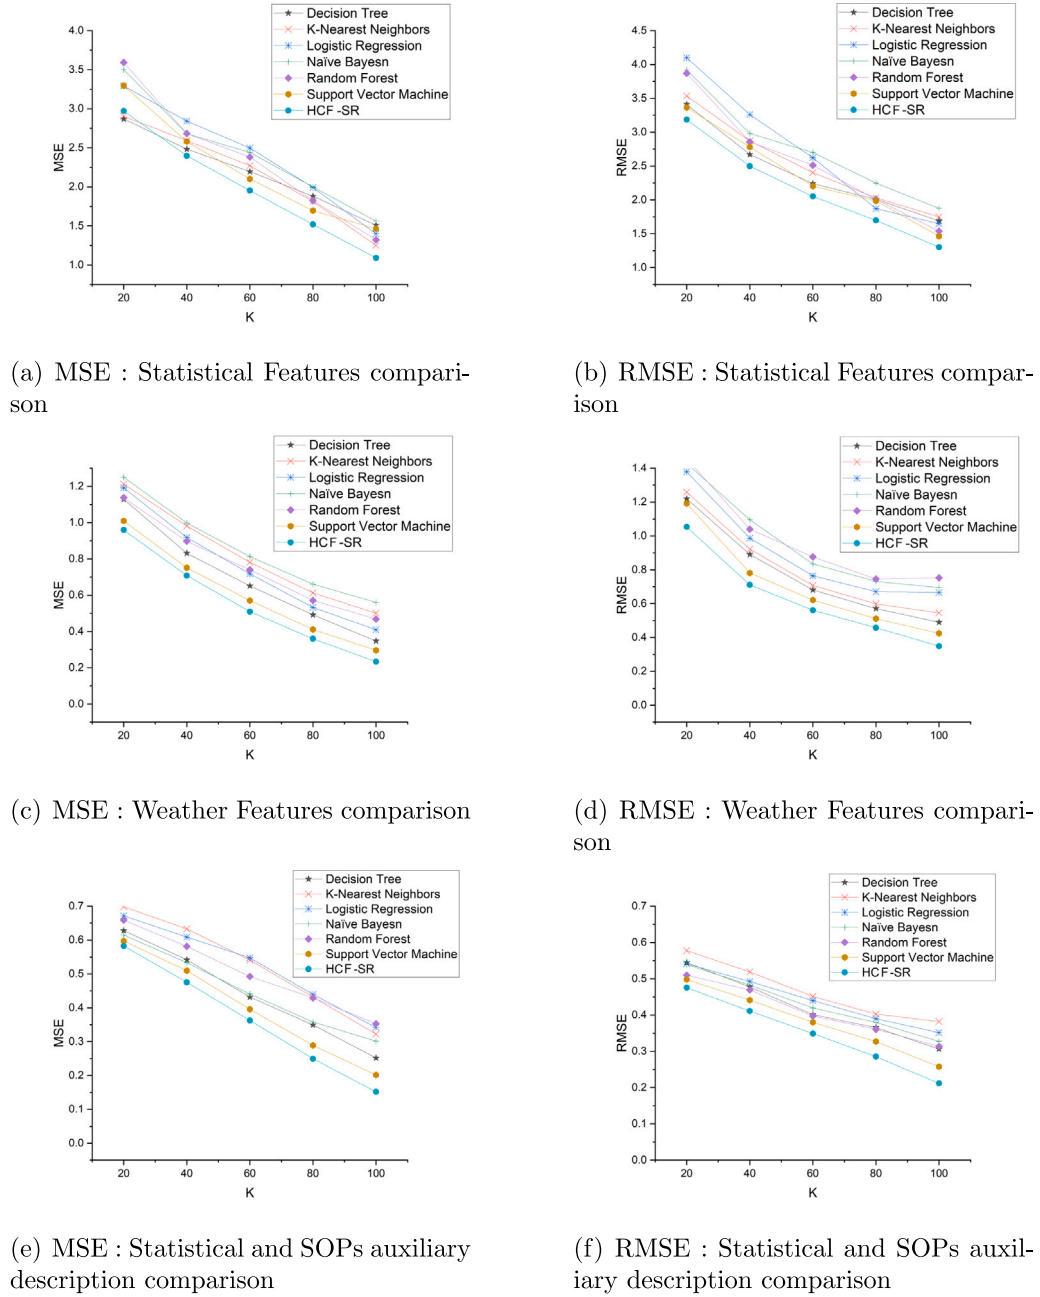 Decision Tree
K-Nearest Neighbors
Logistic Regression
Naïve Bayesn
Random Forest
Support Vector Machine
HCF-SR
4.0
3.5
3.0
2.5
2.0
1.5
1.0
MSE
20 40 60 80 100
K
(a) MSE : Statistical Features compari-
son
Decision Tree
K-Nearest Neighbors
Logistic Regression
Naïve Bayesn
Random Forest
Support Vector Machine
HCF-SR
4.5
4.0
3.5
3.0
2.5
2.0
1.5
1.0
RMSE
20 40 60 80 100
K
(b) RMSE : Statistical Features compar-
ison
Decision Tree
K-Nearest Neighbors
Logistic Regression
Naïve Bayesn
Random Forest
Support Vector Machine
HCF-SR
1.2
1.0
0.8
0.6
0.4
0.2
0.0
MSE
20 40 60 80 100
K
(c) MSE : Weather Features comparison
Decision Tree
K-Nearest Neighbors
Logistic Regression
Naïve Bayesn
Random Forest
Support Vector Machine
HCF-SR
1.4
1.2
1.0
0.8
0.6
0.4
0.2
0.0
RMSE
20 40 60 80 100
K
(d) RMSE : Weather Features compari-
son
Decision Tree
K-Nearest Neighbors
Logistic Regression
Naïve Bayesn
Random Forest
Support Vector Machine
HCF-SR
0.7
0.6
0.5
0.4
0.3
0.2
0.1
0.0
MSE
20 40 60 80 100
K
(e) MSE : Statistical and SOPs auxiliary
description comparison
Decision Tree
K-Nearest Neighbors
Logistic Regression
Naïve Bayesn
Random Forest
Support Vector Machine
HCF-SR
0.7
0.6
0.5
0.4
0.3
0.2
0.1
0.0
RMSE
20 40 60 80 100
K
(f) RMSE : Statistical and SOPs auxil-
iary description comparison